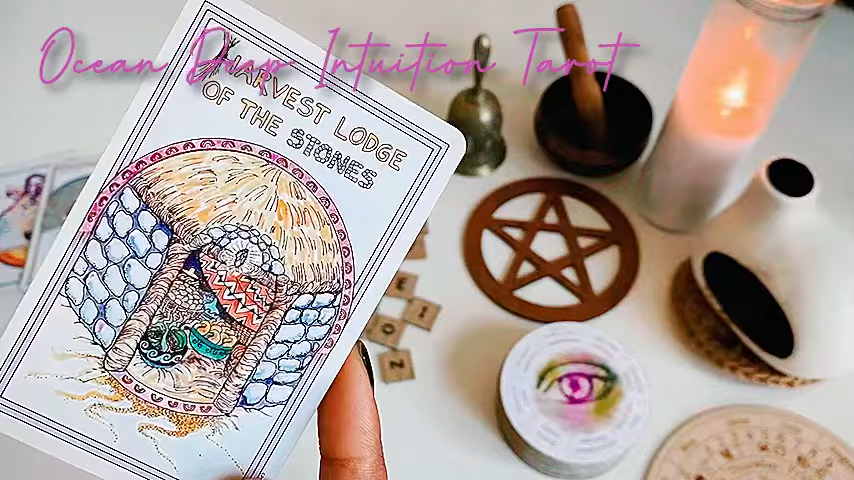 Ocean Deep Intuition Tarot
HARVEST LODGE
OF THE STONES
E
I O
N